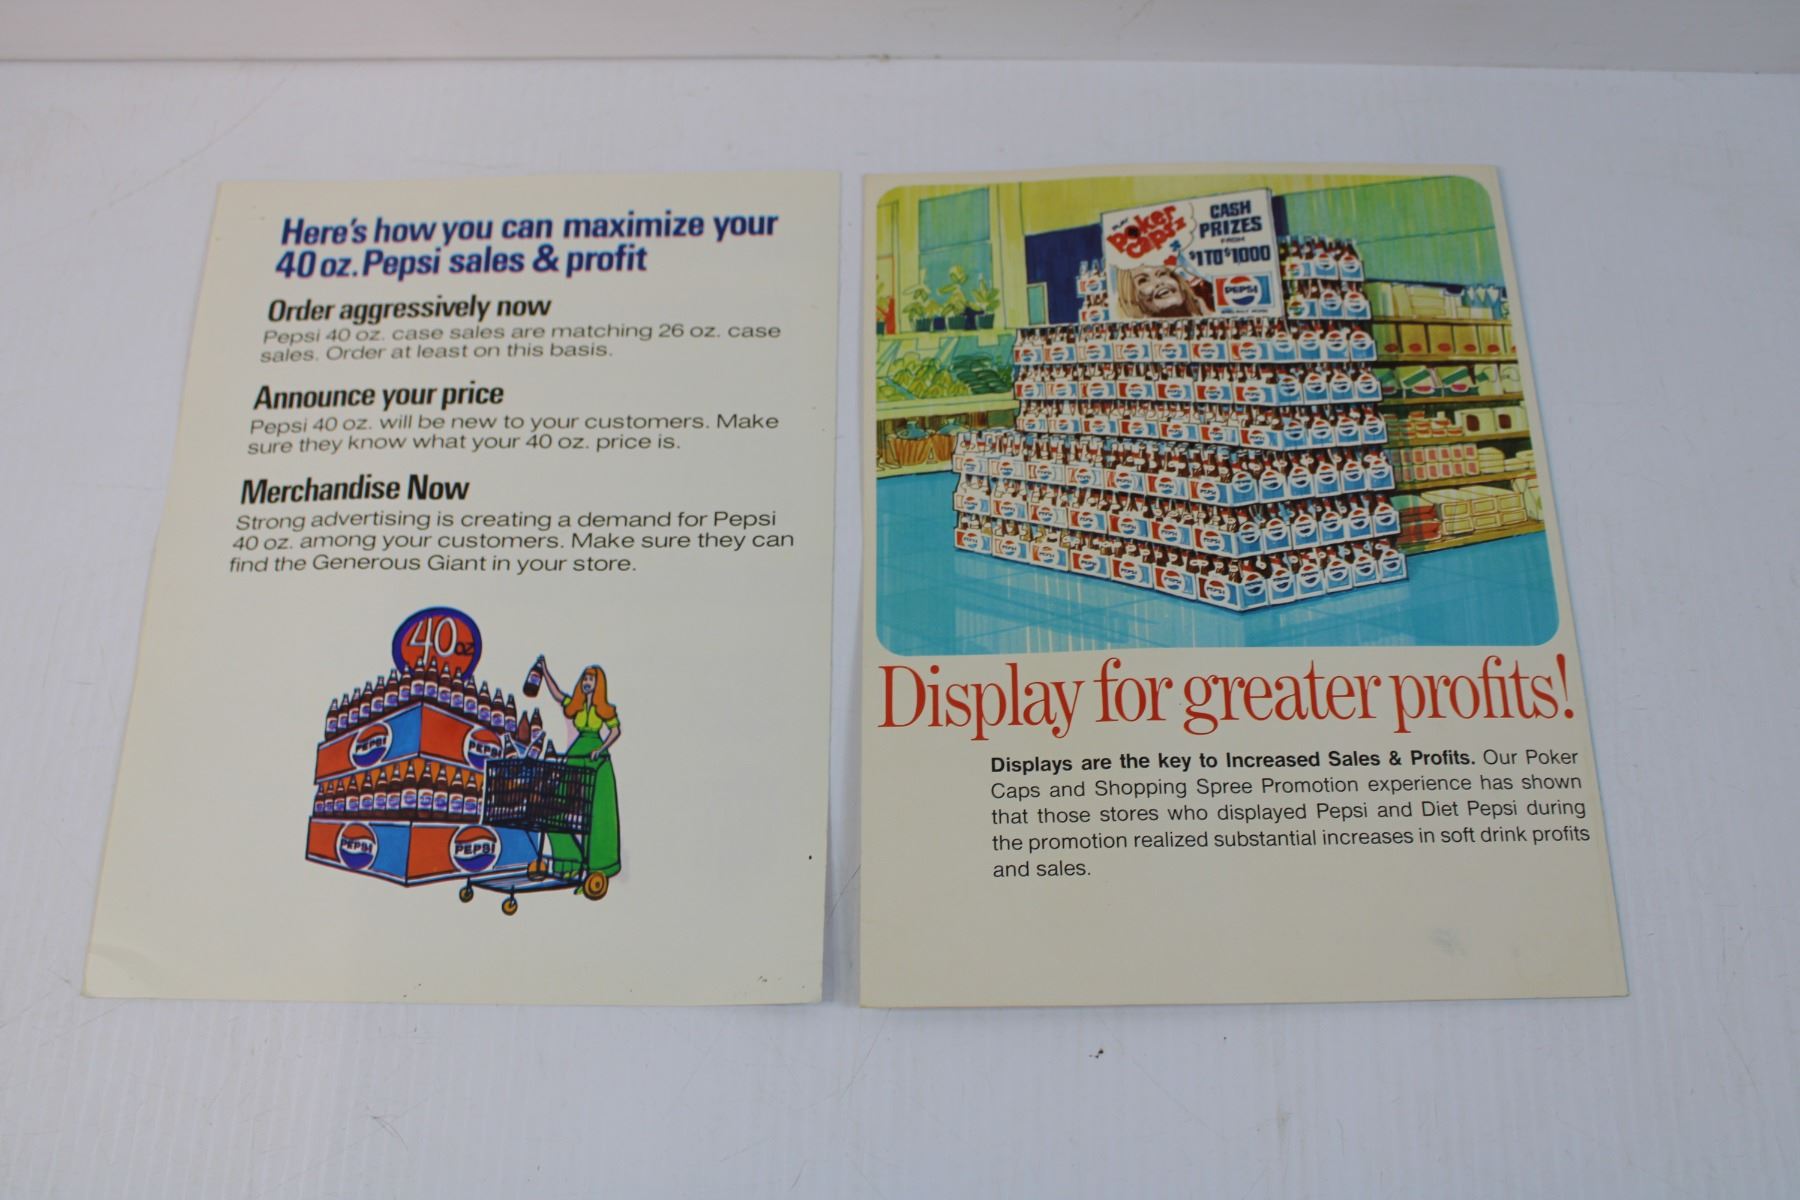 Here's how you can maximize your
40 oz. Pepsi sales & profit
Order aggressively now
Pepsi 40 oz. case sales are matching 26 oz. case
sales. Order at least on this basis.
Announce your price
Pepsi 40 oz. will be new to your customers. Make
sure they know what your 40 oz. price is.
Merchandise Now
Strong advertising is creating a demand for Pepsi
40 oz. among your customers. Make sure they can
find the Generous Giant in your store.
40 oz
PEPSI
PEPSI
PEPSI
PEPSI
Poker
Caps
CASH
PRIZES
FROM
$1 TO $1000
PEPSI
Display for greater profits!
Displays are the key to Increased Sales & Profits. Our Poker
Caps and Shopping Spree Promotion experience has shown
that those stores who displayed Pepsi and Diet Pepsi during
the promotion realized substantial increases in soft drink profits
and sales.